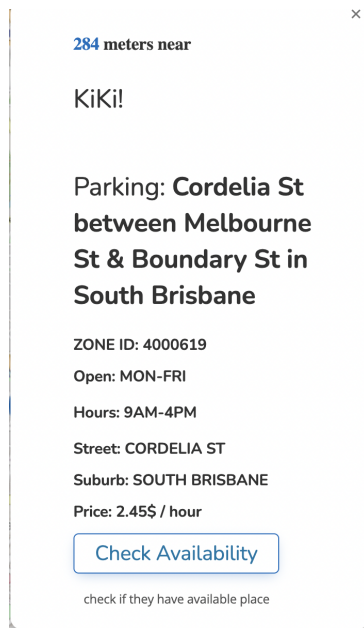 ×
284 meters near
KiKi!
Parking: Cordelia St
between Melbourne
St & Boundary St in
South Brisbane
ZONE ID: 4000619
Open: MON-FRI
Hours: 9AM-4PM
Street: CORDELIA ST
Suburb: SOUTH BRISBANE
Price: 2.45$ / hour
Check Availability
check if they have available place